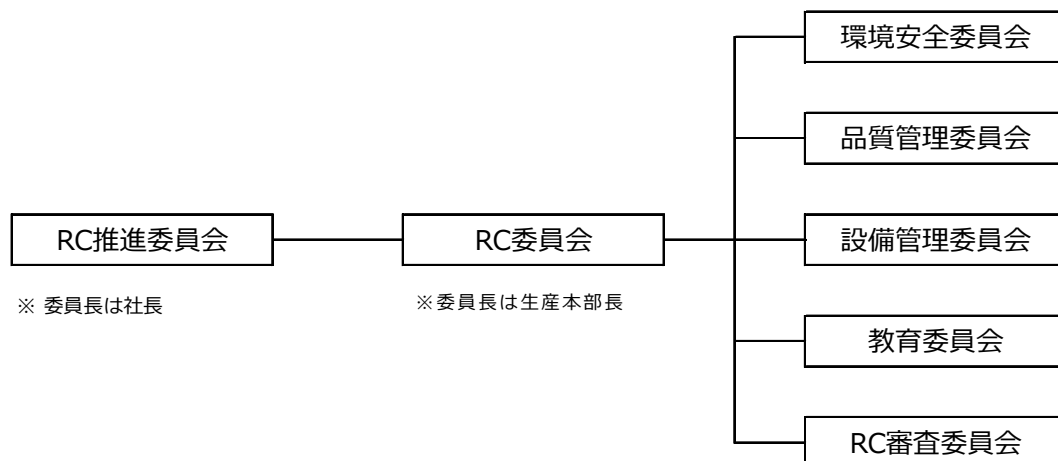 RC推進委員会
※ 委員長は社長
RC委員会
※委員長は生産本部長
環境安全委員会
品質管理委員会
設備管理委員会
教育委員会
RC審査委員会